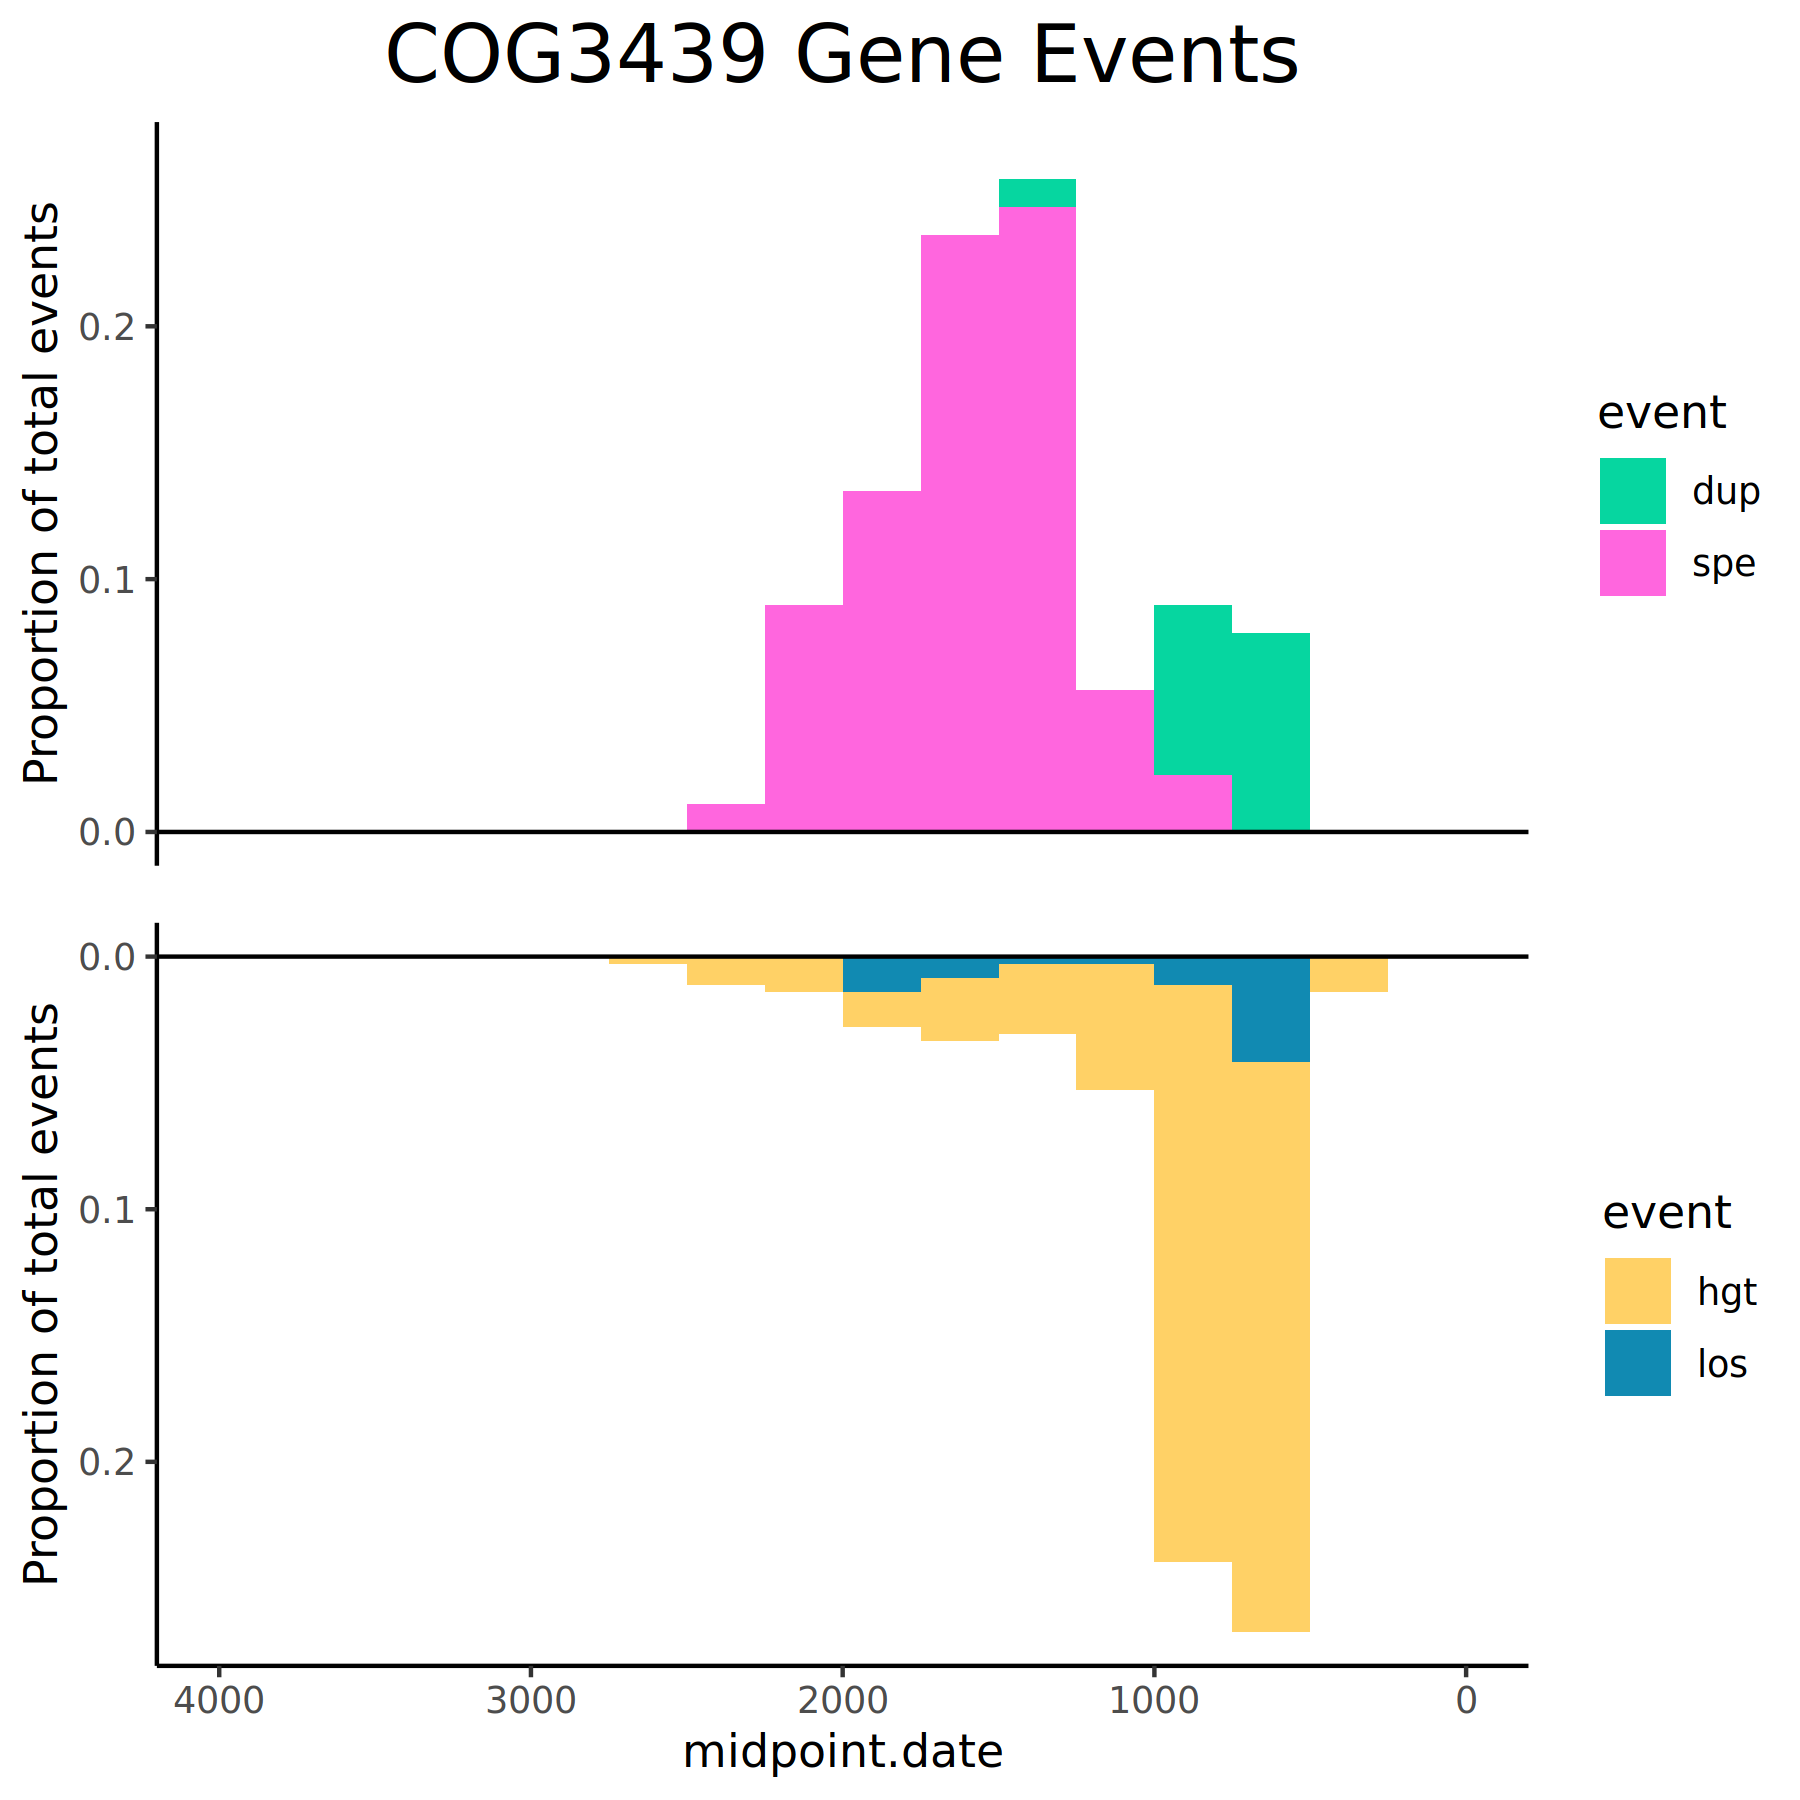 COG3439 Gene Events
Proportion of total events
0.2
0.1
0.0
event
dup
spe
Proportion of total events
0.0
0.1
0.2
event
hgt
los
4000 3000 2000 1000 0
midpoint.date